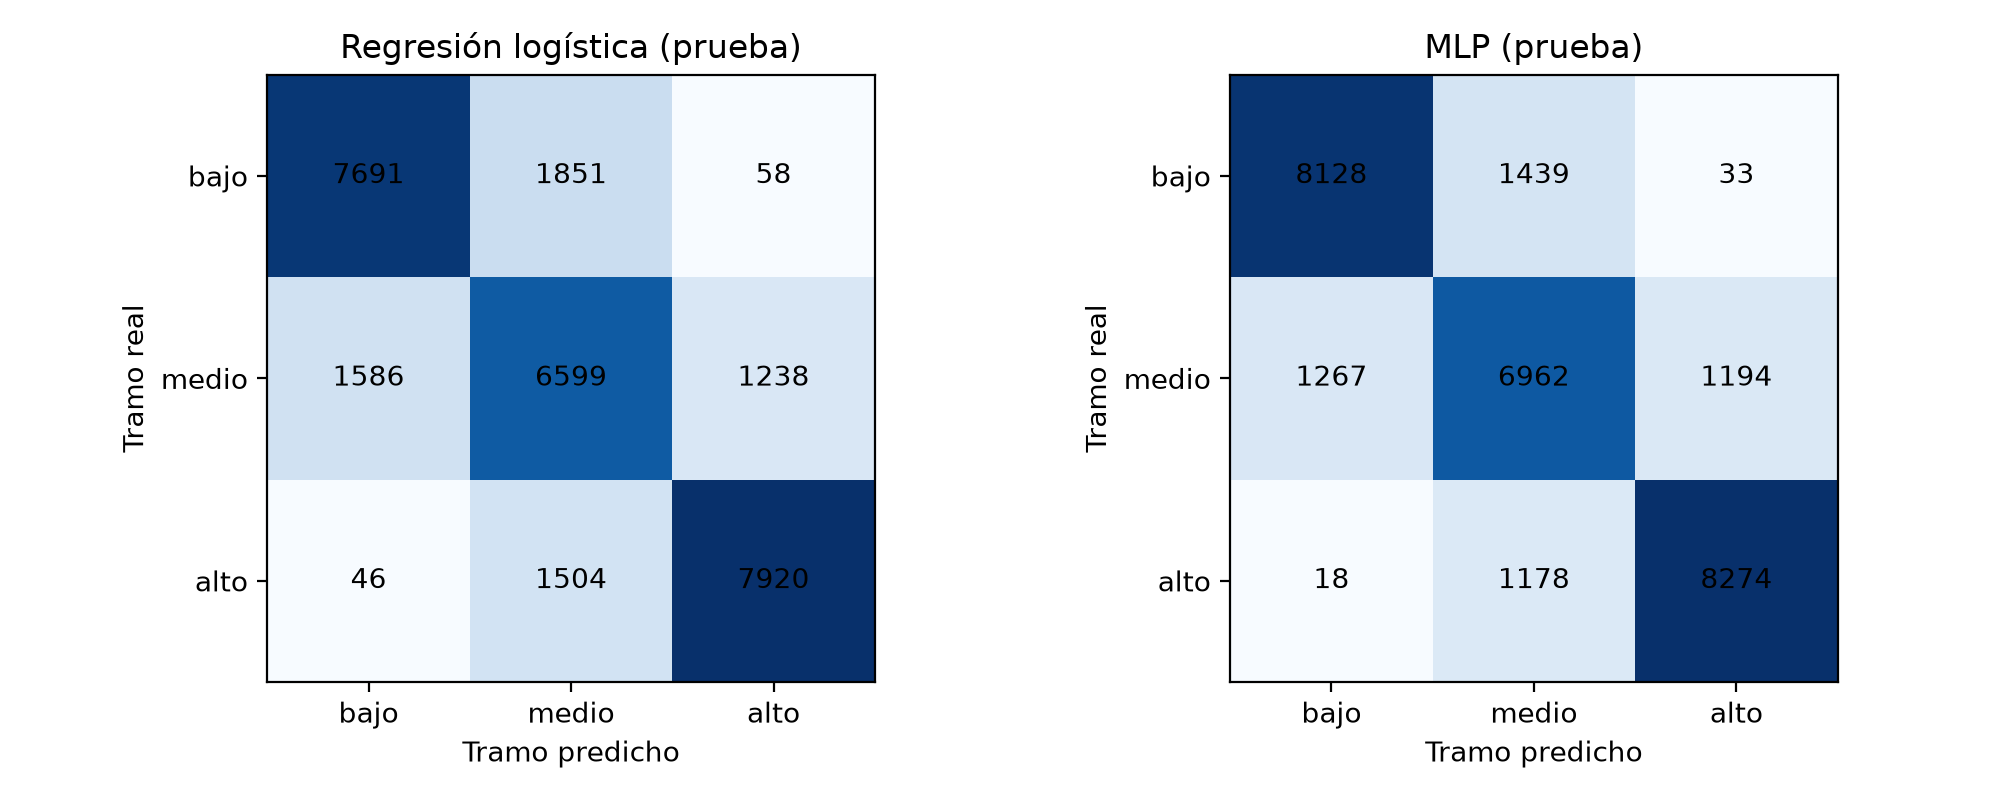 Regresión logística (prueba)
Tramo real
bajo 7691 1851 58
medio 1586 6599 1238
alto 46 1504 7920
bajo medio alto
Tramo predicho
MLP (prueba)
Tramo real
bajo 8128 1439 33
medio 1267 6962 1194
alto 18 1178 8274
bajo medio alto
Tramo predicho